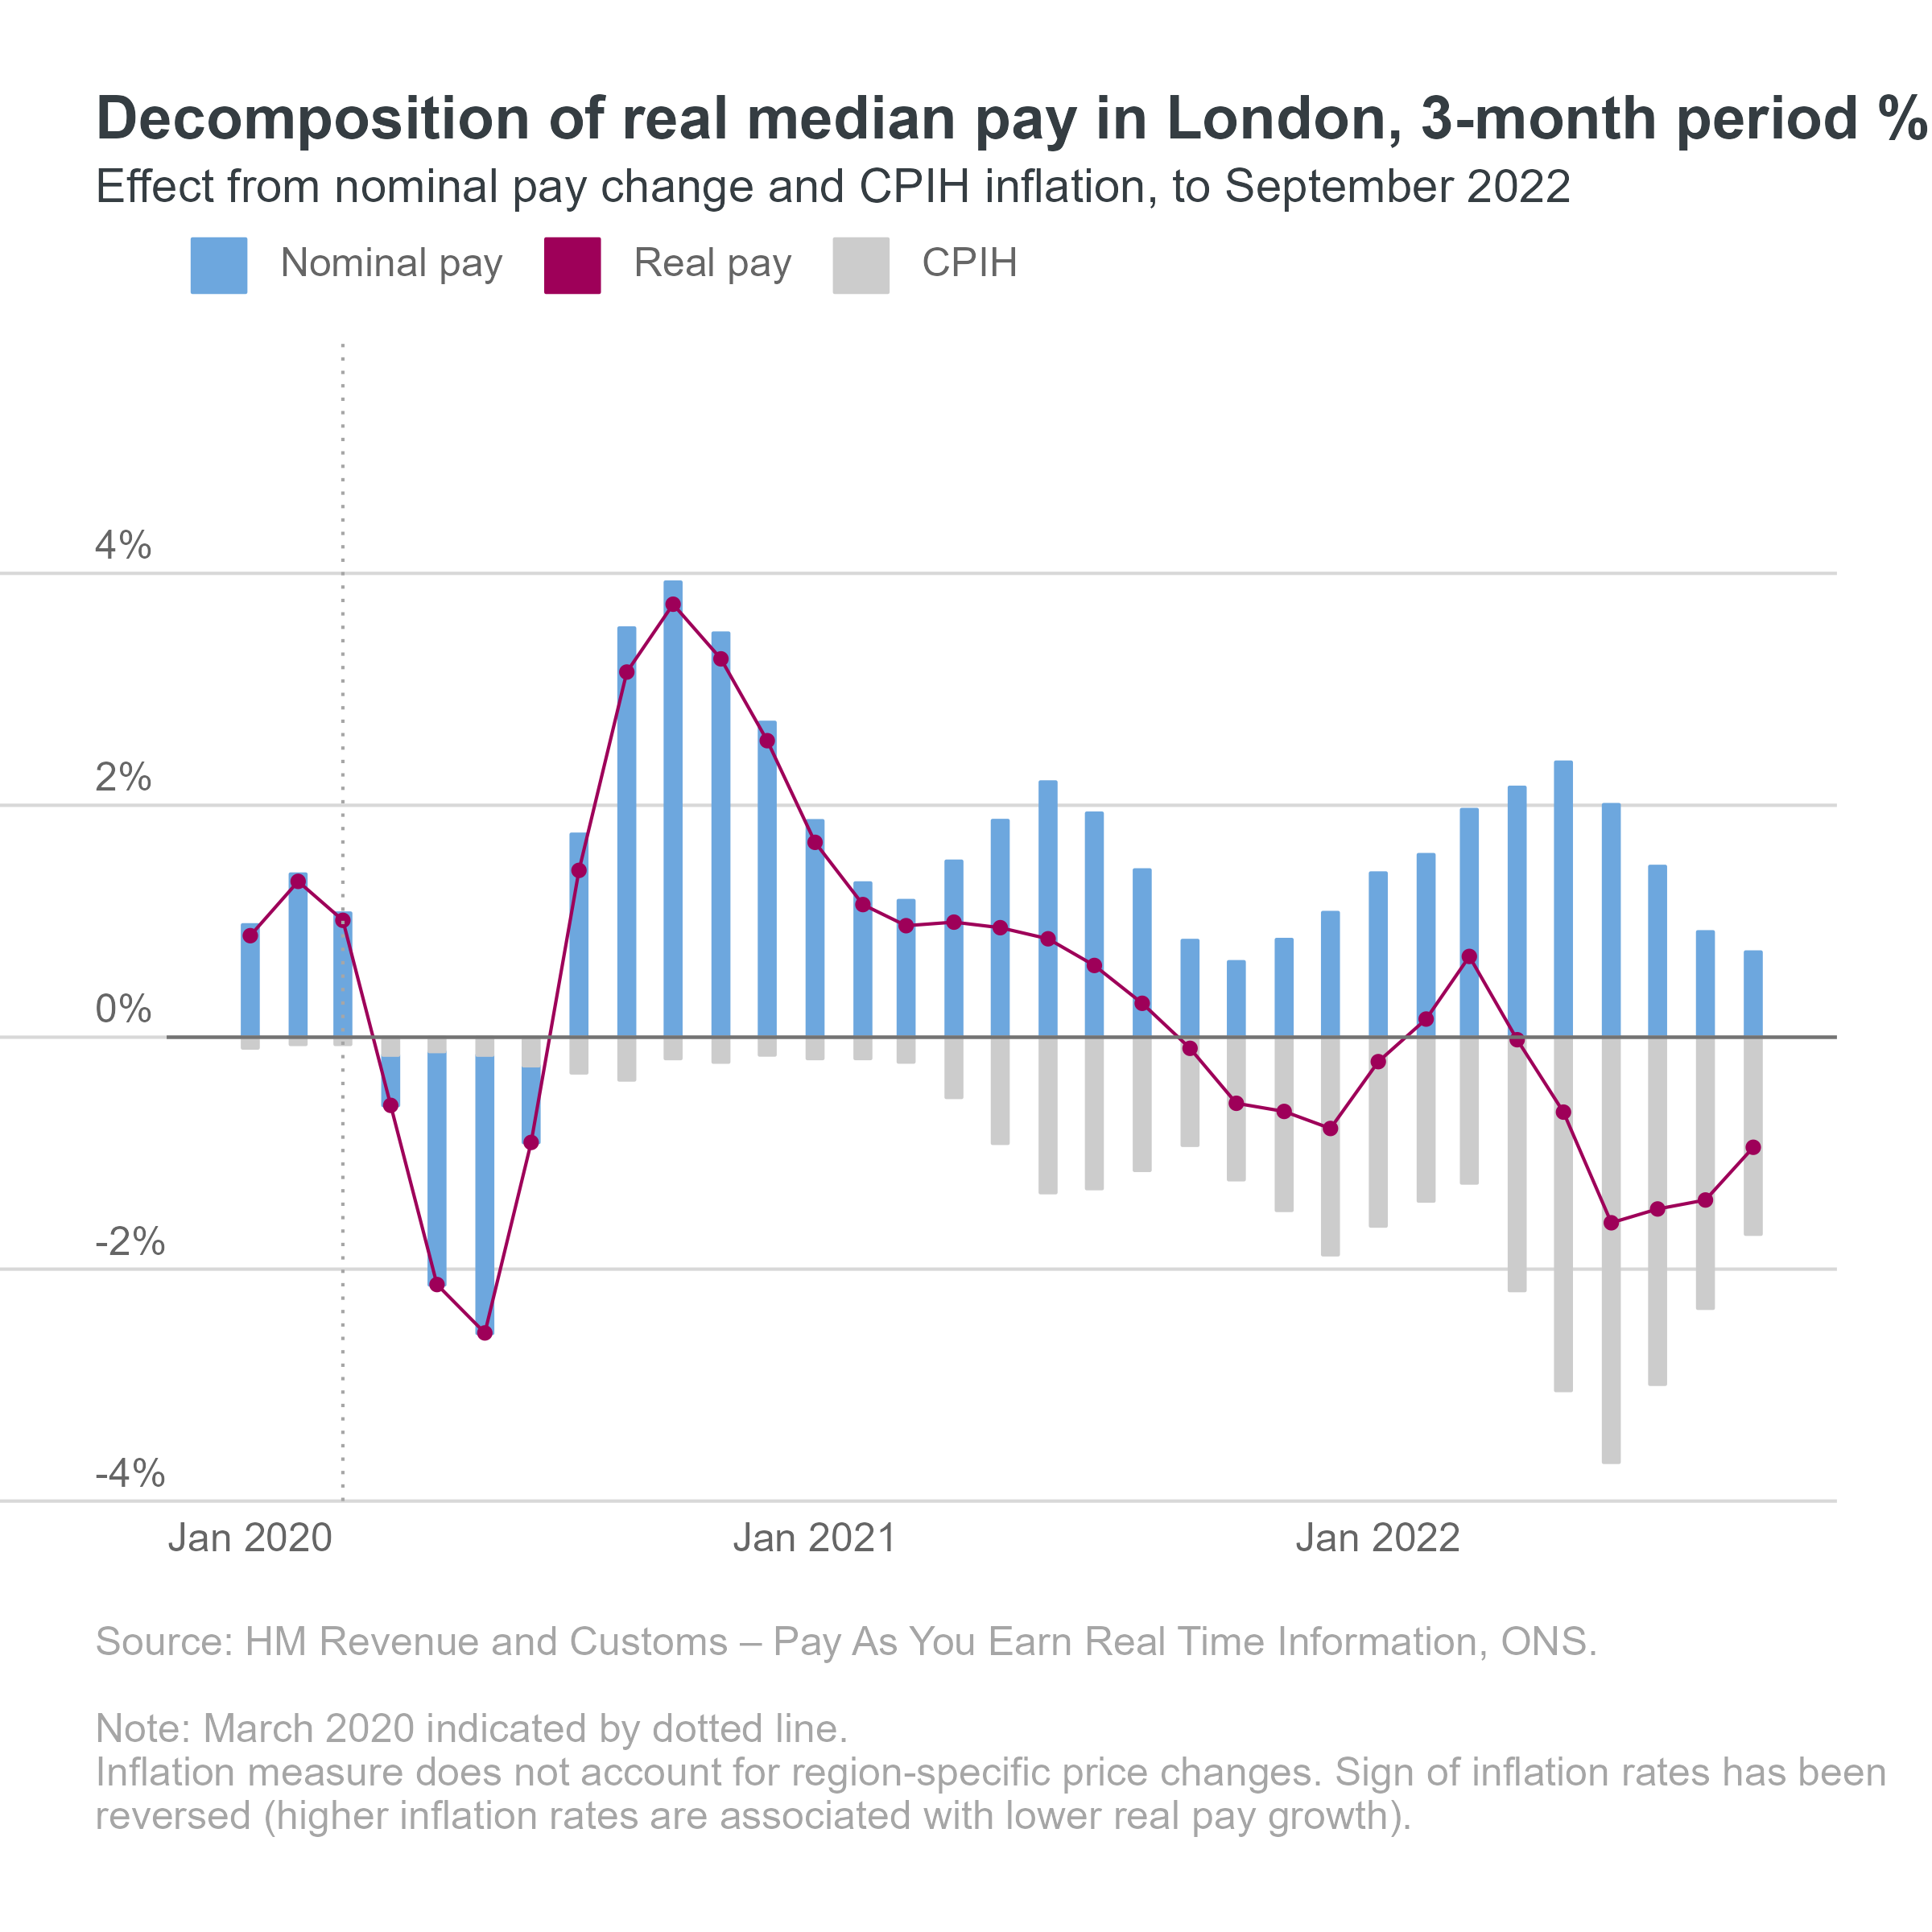 Decomposition of real median pay in London, 3-month period %
Effect from nominal pay change and CPIH inflation, to September 2022
Nominal pay Real pay CPIH
4%
2%
0%
-2%
-4%
Jan 2020 Jan 2021 Jan 2022
Source: HM Revenue and Customs – Pay As You Earn Real Time Information, ONS.
Note: March 2020 indicated by dotted line.
Inflation measure does not account for region-specific price changes. Sign of inflation rates has been
reversed (higher inflation rates are associated with lower real pay growth).